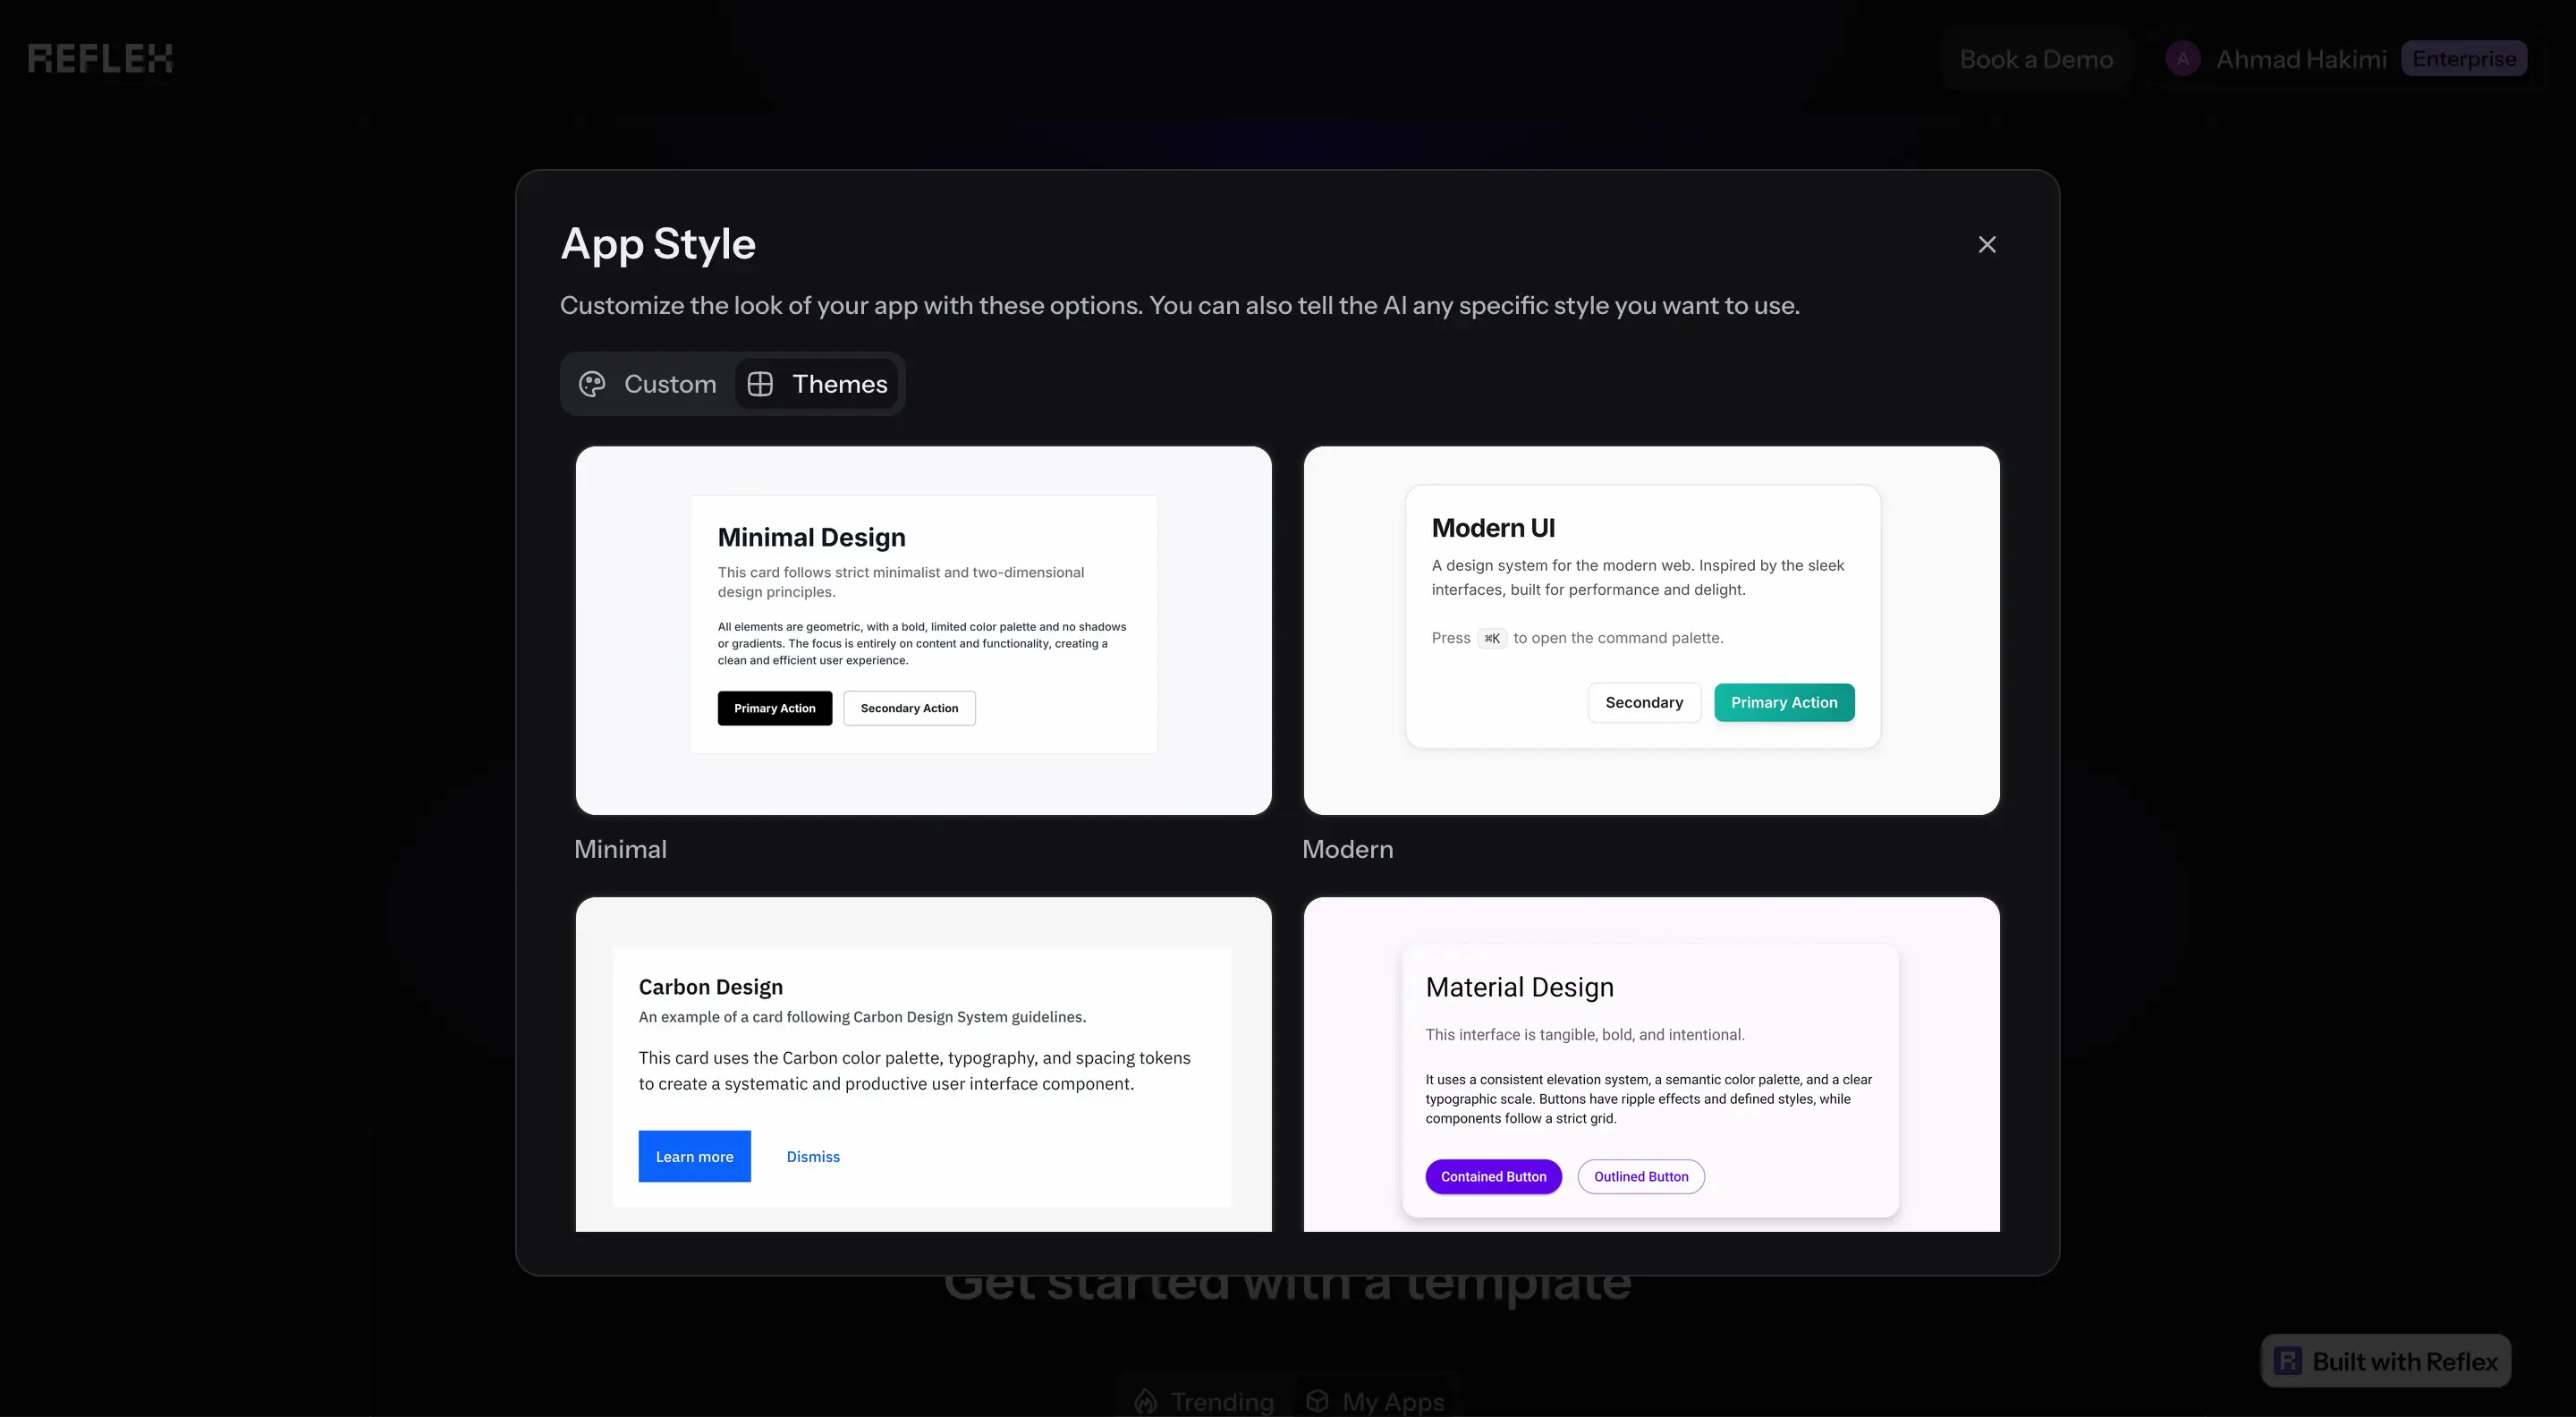 REFLEX
Book a Demo
A
Ahmad Hakimi
Enterprise
App Style
Customize the look of your app with these options. You can also tell the AI any specific style you want to use.
Custom
Themes
Minimal Design
This card follows strict minimalist and two-dimensional
design principles.
All elements are geometric, with a bold, limited color palette and no shadows
or gradients. The focus is entirely on content and functionality, creating a
clean and efficient user experience.
Primary Action
Secondary Action
Minimal
Modern UI
A design system for the modern web. Inspired by the sleek
interfaces, built for performance and delight.
Press ⌘K to open the command palette.
Secondary
Primary Action
Modern
Carbon Design
An example of a card following Carbon Design System guidelines.
This card uses the Carbon color palette, typography, and spacing tokens
to create a systematic and productive user interface component.
Learn more
Dismiss
Material Design
This interface is tangible, bold, and intentional.
It uses a consistent elevation system, a semantic color palette, and a clear
typographic scale. Buttons have ripple effects and defined styles, while
components follow a strict grid.
Contained Button
Outlined Button
Get started with a template
Trending
My Apps
Built with Reflex